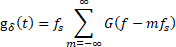 g_δ(t) = f_s ∑_{m=-∞}^{∞} G(f - mf_s)